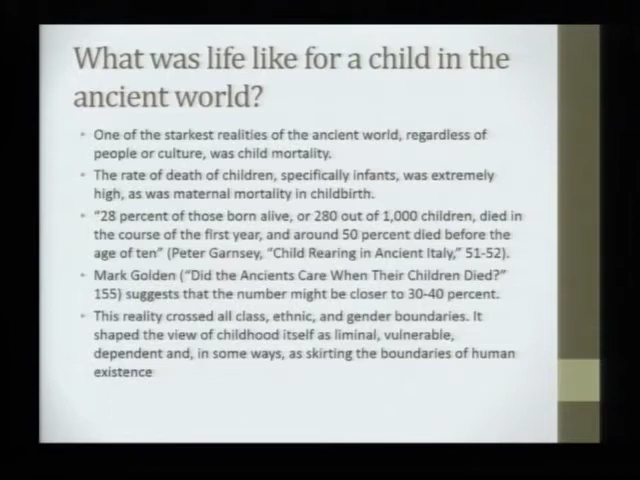 What was life like for a child in the
ancient world?
• One of the starkest realities of the ancient world, regardless of
people or culture, was child mortality.
• The rate of death of children, specifically infants, was extremely
high, as was maternal mortality in childbirth.
• “28 percent of those born alive, or 280 out of 1,000 children, died in
the course of the first year, and around 50 percent died before the
age of ten” (Peter Garnsey, “Child Rearing in Ancient Italy,” 51-52).
• Mark Golden (“Did the Ancients Care When Their Children Died?”
155) suggests that the number might be closer to 30-40 percent.
• This reality crossed all class, ethnic, and gender boundaries. It
shaped the view of childhood itself as liminal, vulnerable,
dependent and, in some ways, as skirting the boundaries of human
existence